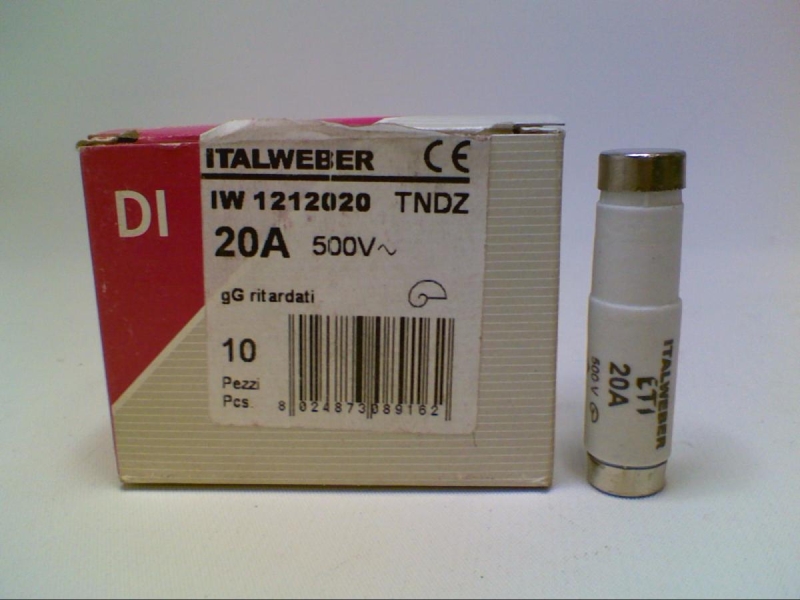 DI
ITALWEBER CE
IW 1212020 TNDZ
20A 500V~
gG ritardati
10
Pezzi
Pcs.
8 024873 089162
ITALWEBER
ETI
20A
500 V